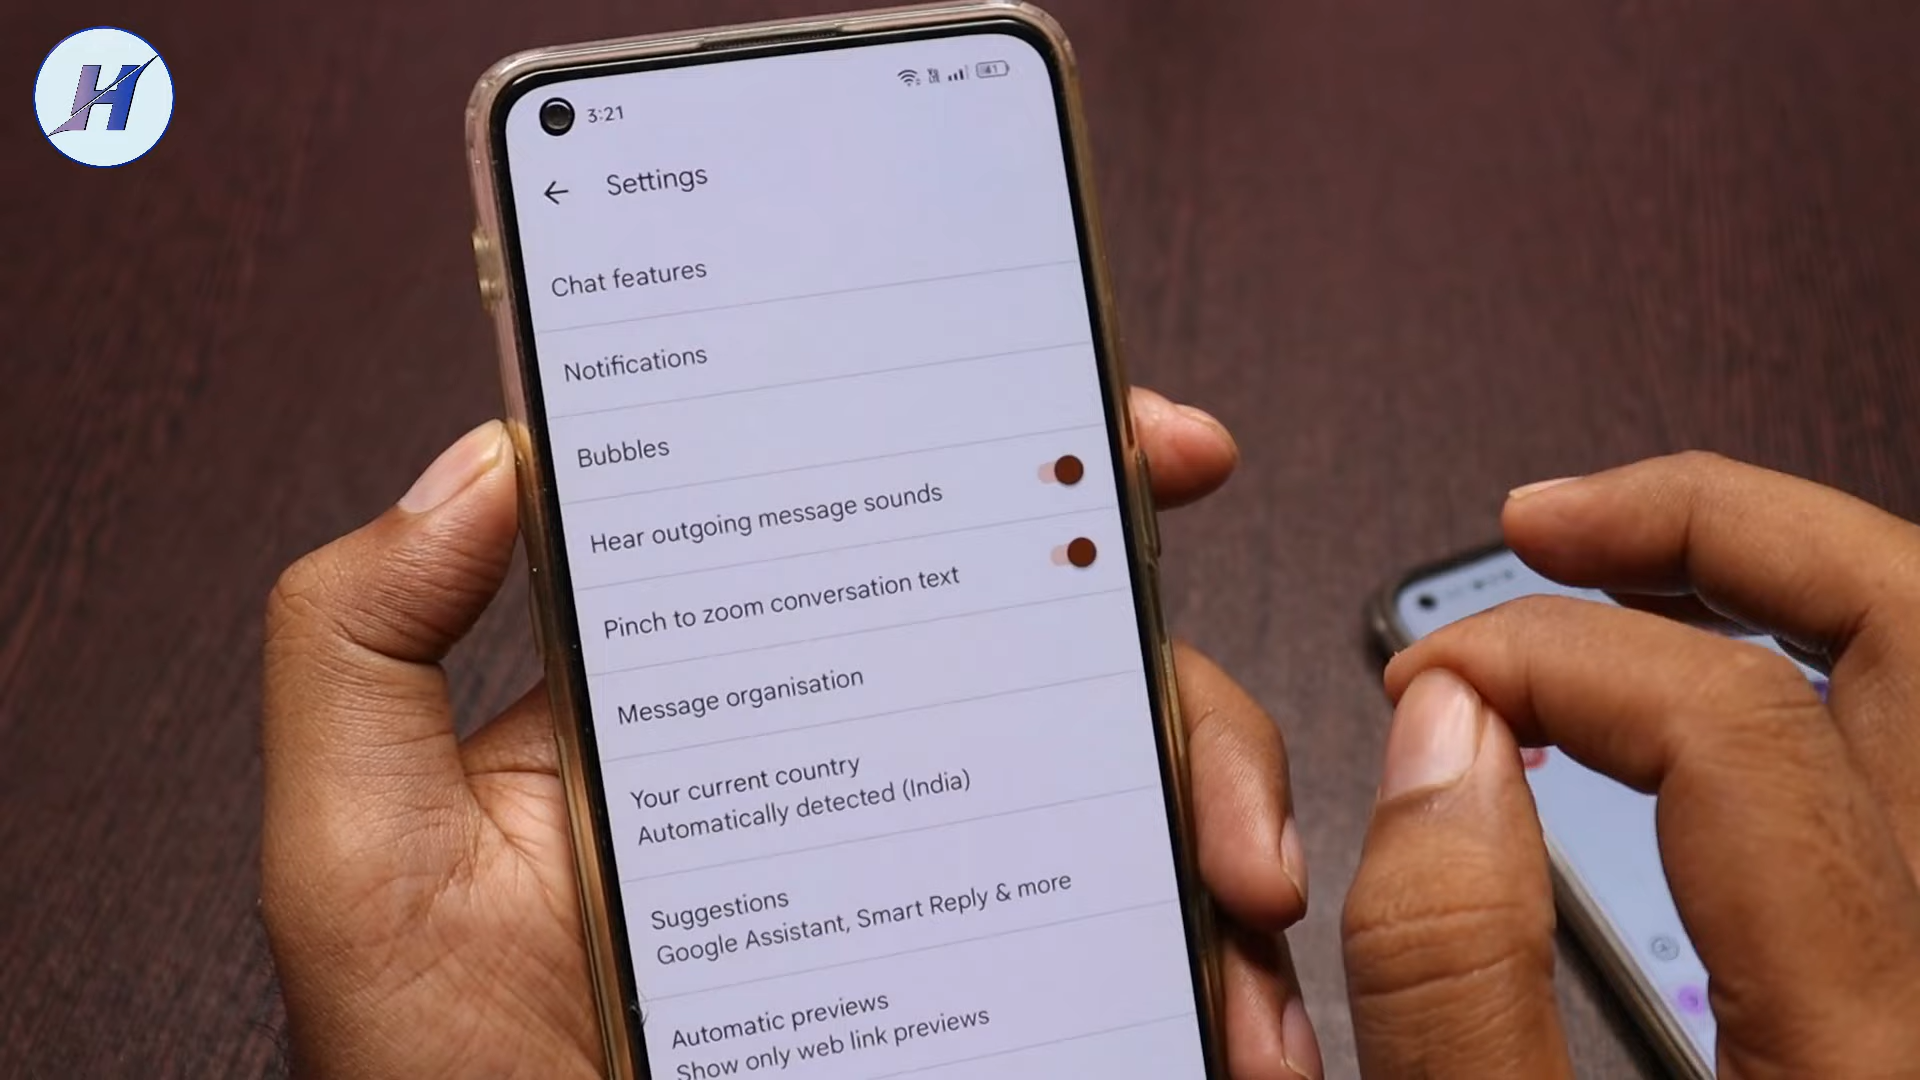 H
3:21
41
Settings
Chat features
Notifications
Bubbles
Hear outgoing message sounds
Pinch to zoom conversation text
Message organisation
Your current country
Automatically detected (India)
Suggestions
Google Assistant, Smart Reply & more
Automatic previews
Show only web link previews